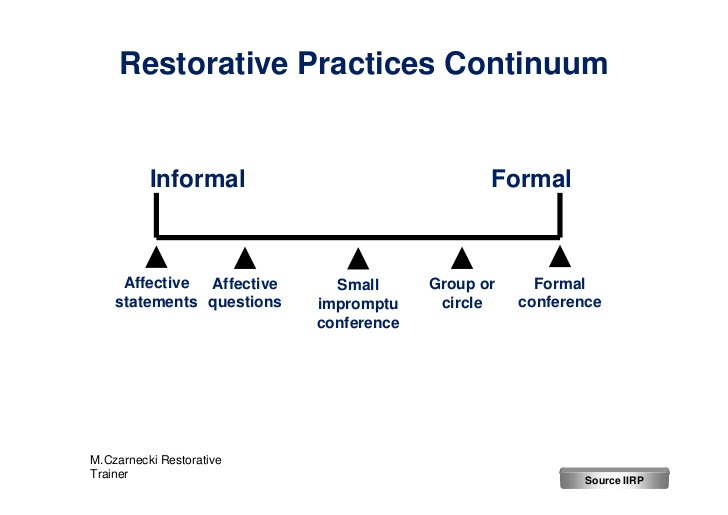 Restorative Practices Continuum
Informal
Formal
Affective
statements
Affective
questions
Small
impromptu
conference
Group or
circle
Formal
conference
M.Czarnecki Restorative
Trainer
Source IIRP